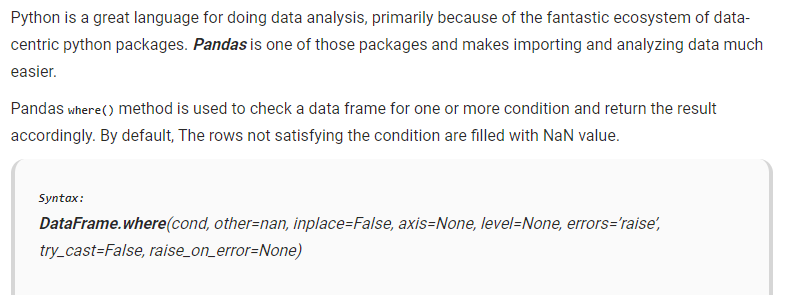 Python is a great language for doing data analysis, primarily because of the fantastic ecosystem of data-
centric python packages. Pandas is one of those packages and makes importing and analyzing data much
easier.
Pandas where() method is used to check a data frame for one or more condition and return the result
accordingly. By default, The rows not satisfying the condition are filled with NaN value.
Syntax:
DataFrame.where(cond, other=nan, inplace=False, axis=None, level=None, errors=’raise’,
try_cast=False, raise_on_error=None)